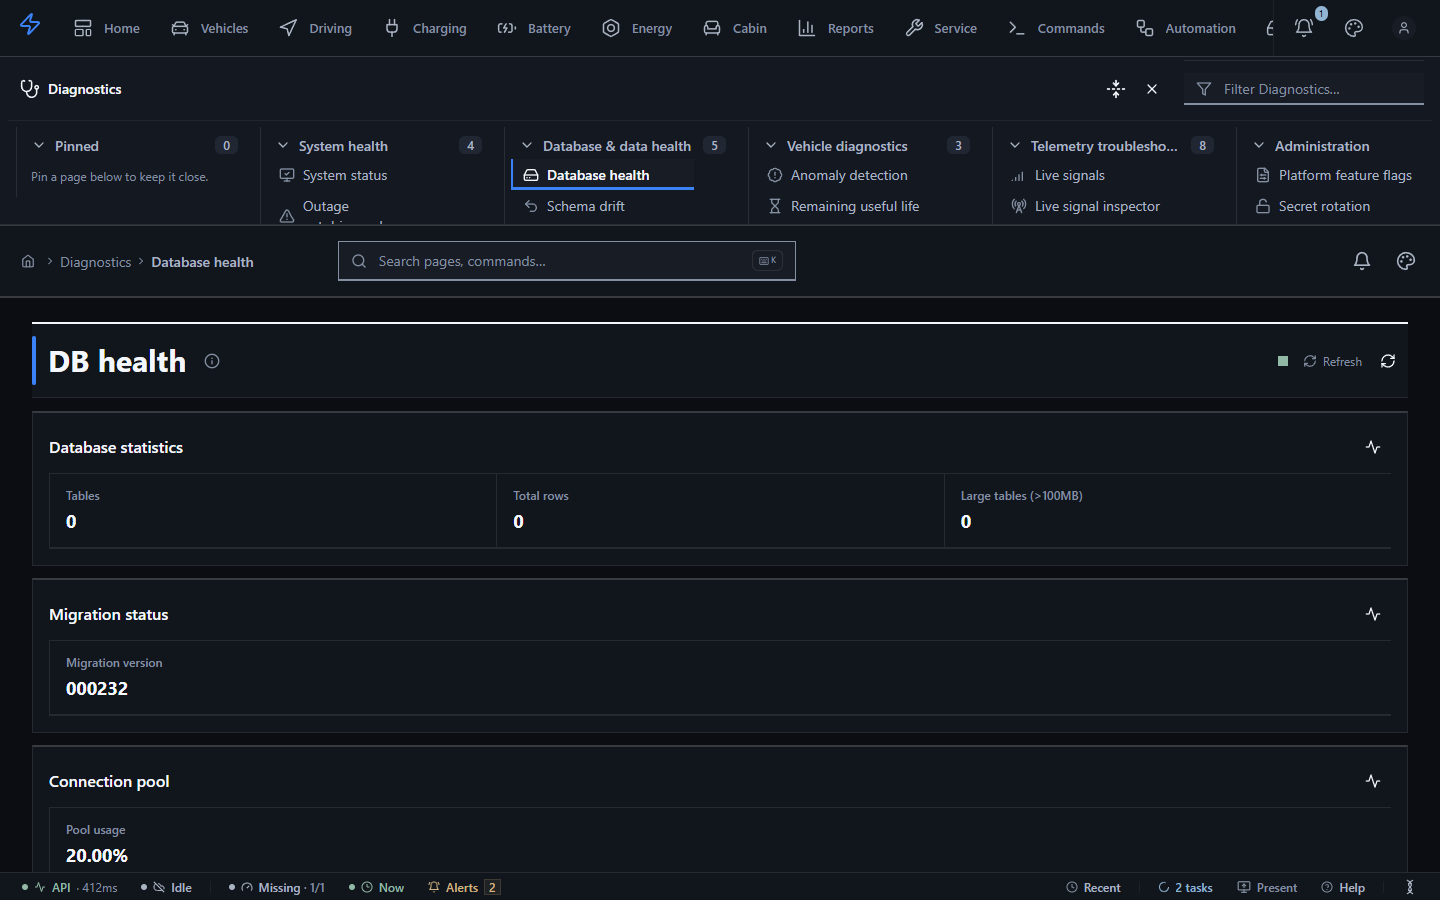 Home Vehicles Driving Charging Battery Energy Cabin Reports Service Commands Automation 1
Diagnostics
Filter Diagnostics...
Pinned 0
Pin a page below to keep it close.
System health 4
System status
Outage
Database & data health 5
Database health
Schema drift
Vehicle diagnostics 3
Anomaly detection
Remaining useful life
Telemetry troublesho... 8
Live signals
Live signal inspector
Administration
Platform feature flags
Secret rotation
Diagnostics Database health
Search pages, commands... K
DB health
Refresh
Database statistics
Tables
0
Total rows
0
Large tables (>100MB)
0
Migration status
Migration version
000232
Connection pool
Pool usage
20.00%
API · 412ms Idle Missing · 1/1 Now Alerts 2 Recent 2 tasks Present Help